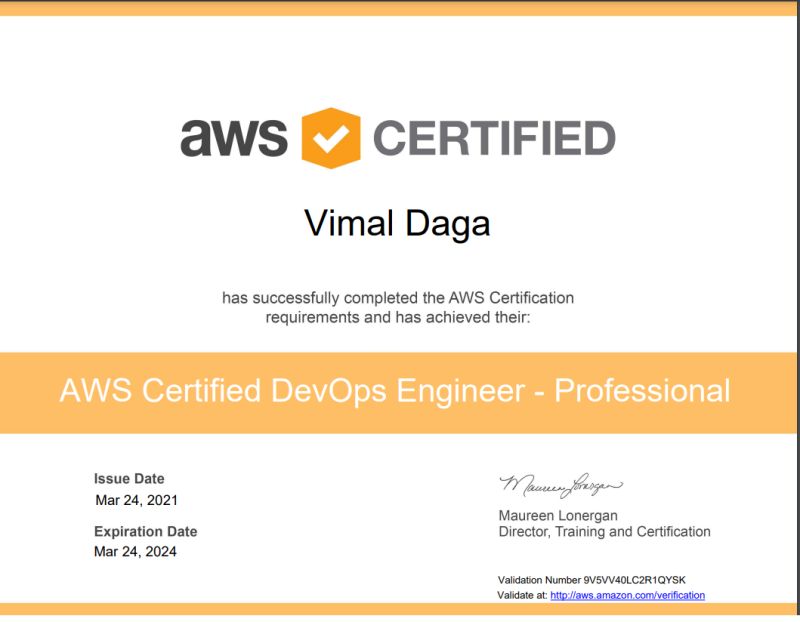 aws CERTIFIED
Vimal Daga
has successfully completed the AWS Certification
requirements and has achieved their:
AWS Certified DevOps Engineer - Professional
Issue Date
Mar 24, 2021
Expiration Date
Mar 24, 2024
Maureen Lonergan
Maureen Lonergan
Director, Training and Certification
Validation Number 9V5VV40LC2R1QYSK
Validate at: http://aws.amazon.com/verification